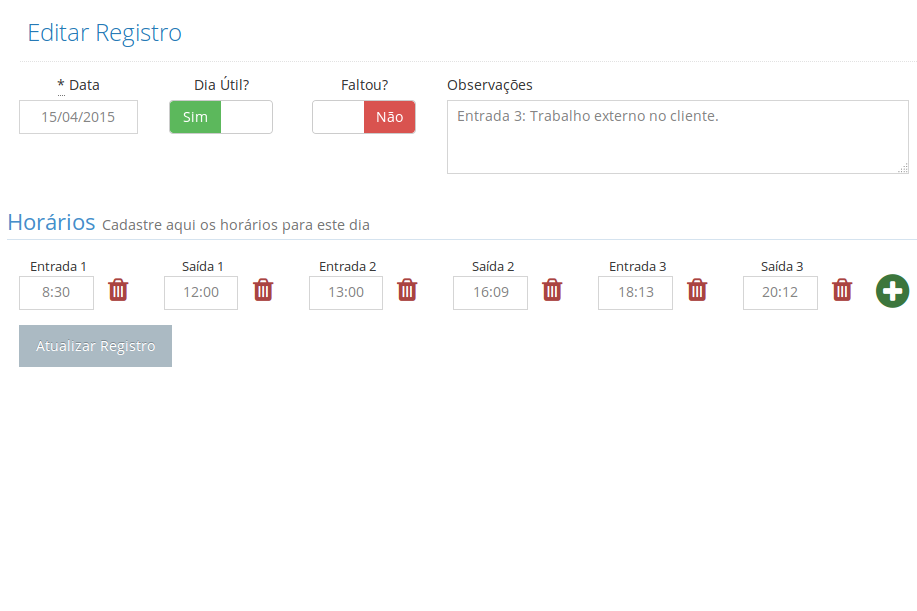 Editar Registro
* Data
Dia Útil?
Faltou?
Observações
15/04/2015
Sim
Não
Entrada 3: Trabalho externo no cliente.
Horários Cadastre aqui os horários para este dia
Entrada 1
Saída 1
Entrada 2
Saída 2
Entrada 3
Saída 3
8:30
12:00
13:00
16:09
18:13
20:12
Atualizar Registro